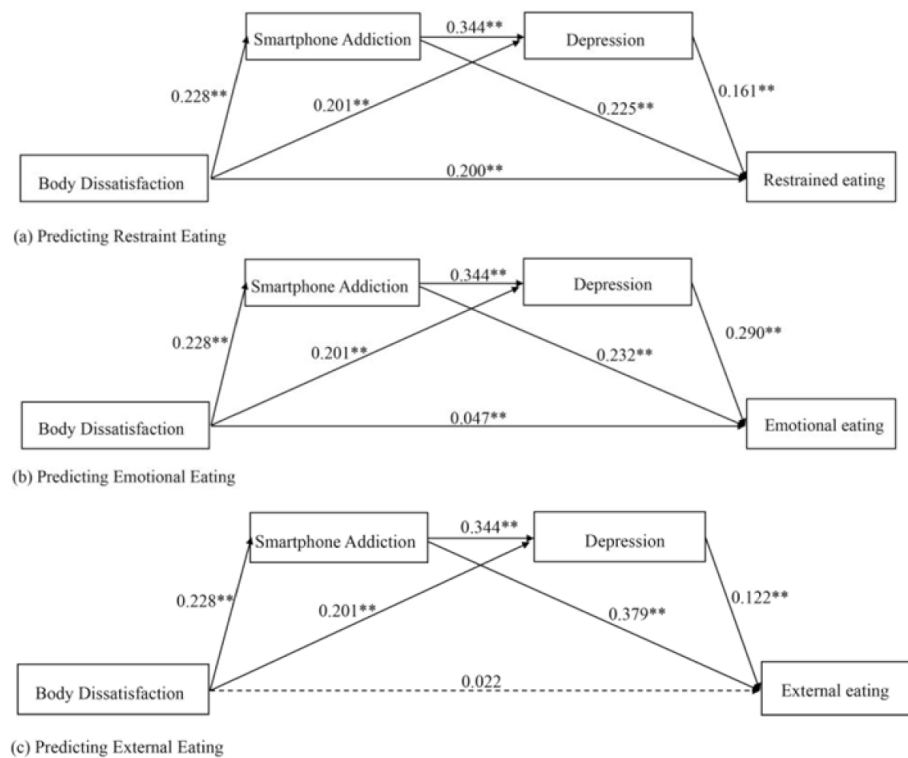 Smartphone Addiction
0.344**
Depression
0.228**
0.201**
0.225**
0.161**
Body Dissatisfaction
0.200**
Restrained eating
(a) Predicting Restraint Eating
Smartphone Addiction
0.344**
Depression
0.228**
0.201**
0.232**
0.290**
Body Dissatisfaction
0.047**
Emotional eating
(b) Predicting Emotional Eating
Smartphone Addiction
0.344**
Depression
0.228**
0.201**
0.379**
0.122**
Body Dissatisfaction
0.022
External eating
(c) Predicting External Eating